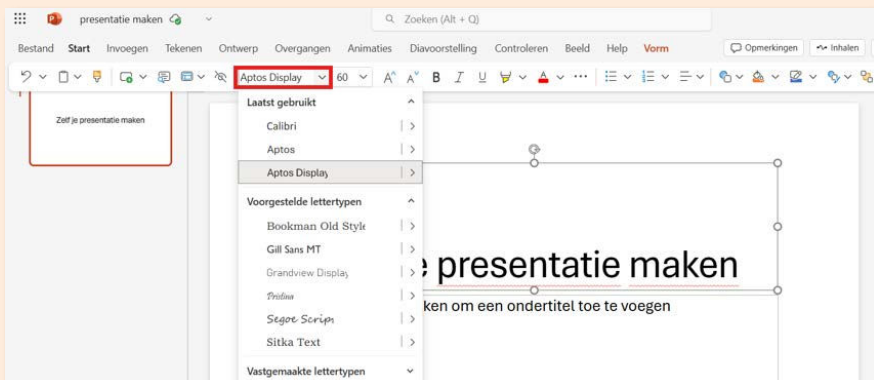 presentatie maken
Zoeken (Alt + Q)
Bestand Start Invoegen Tekenen Ontwerp Overgangen Animaties Diavoorstelling Controleren Beeld Help Vorm Opmerkingen Inhalen
Aptos Display 60 A A B I U A
Laatst gebruikt
Calibri
Aptos
Aptos Display
Voorgestelde lettertypen
Bookman Old Style
Gill Sans MT
Grandview Display
Pristina
Segoe Script
Sitka Text
Vastgemaakte lettertypen
1
Zelf je presentatie maken
e presentatie maken
ken om een ondertitel toe te voegen